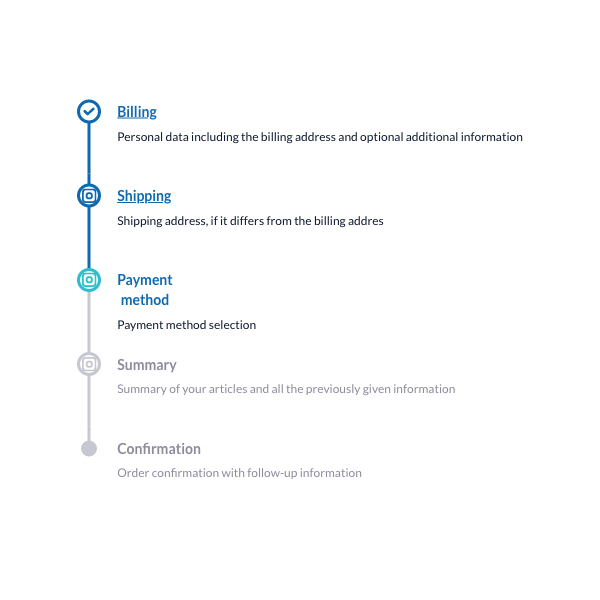 Billing
Personal data including the billing address and optional additional information
Shipping
Shipping address, if it differs from the billing addres
Payment
method
Payment method selection
Summary
Summary of your articles and all the previously given information
Confirmation
Order confirmation with follow-up information